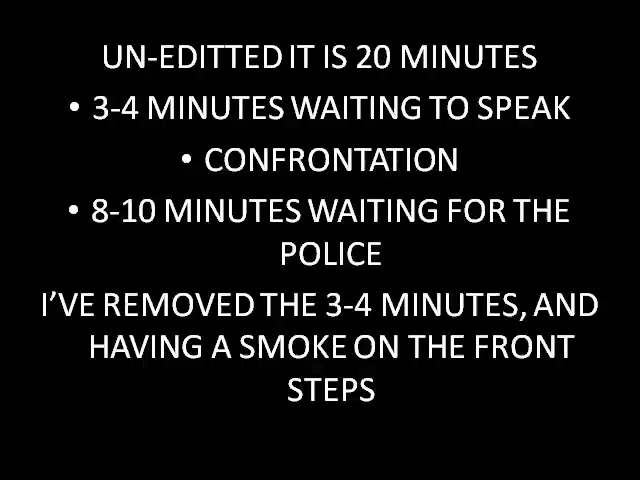 UN-EDITTED IT IS 20 MINUTES
• 3-4 MINUTES WAITING TO SPEAK
• CONFRONTATION
• 8-10 MINUTES WAITING FOR THE
POLICE
I’VE REMOVED THE 3-4 MINUTES, AND
HAVING A SMOKE ON THE FRONT
STEPS